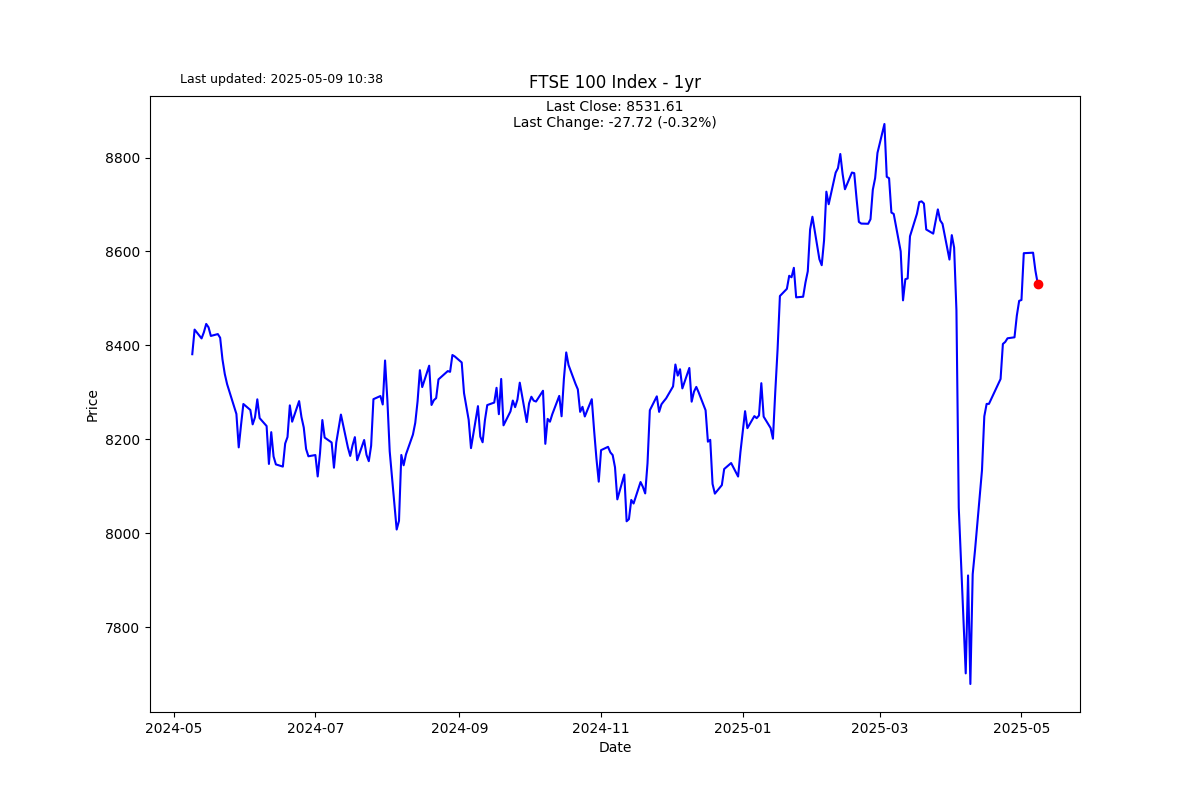 Last updated: 2025-05-09 10:38
FTSE 100 Index - 1yr
Last Close: 8531.61
Last Change: -27.72 (-0.32%)
8800
8600
8400
8200
8000
7800
Price
2024-05
2024-07
2024-09
2024-11
2025-01
2025-03
2025-05
Date